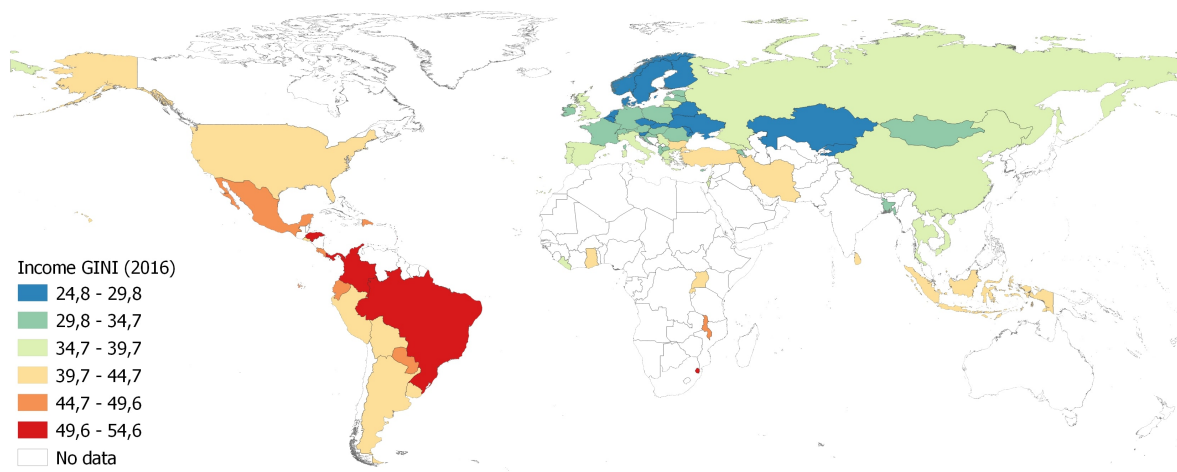 Income GINI (2016)
24,8 - 29,8
29,8 - 34,7
34,7 - 39,7
39,7 - 44,7
44,7 - 49,6
49,6 - 54,6
No data